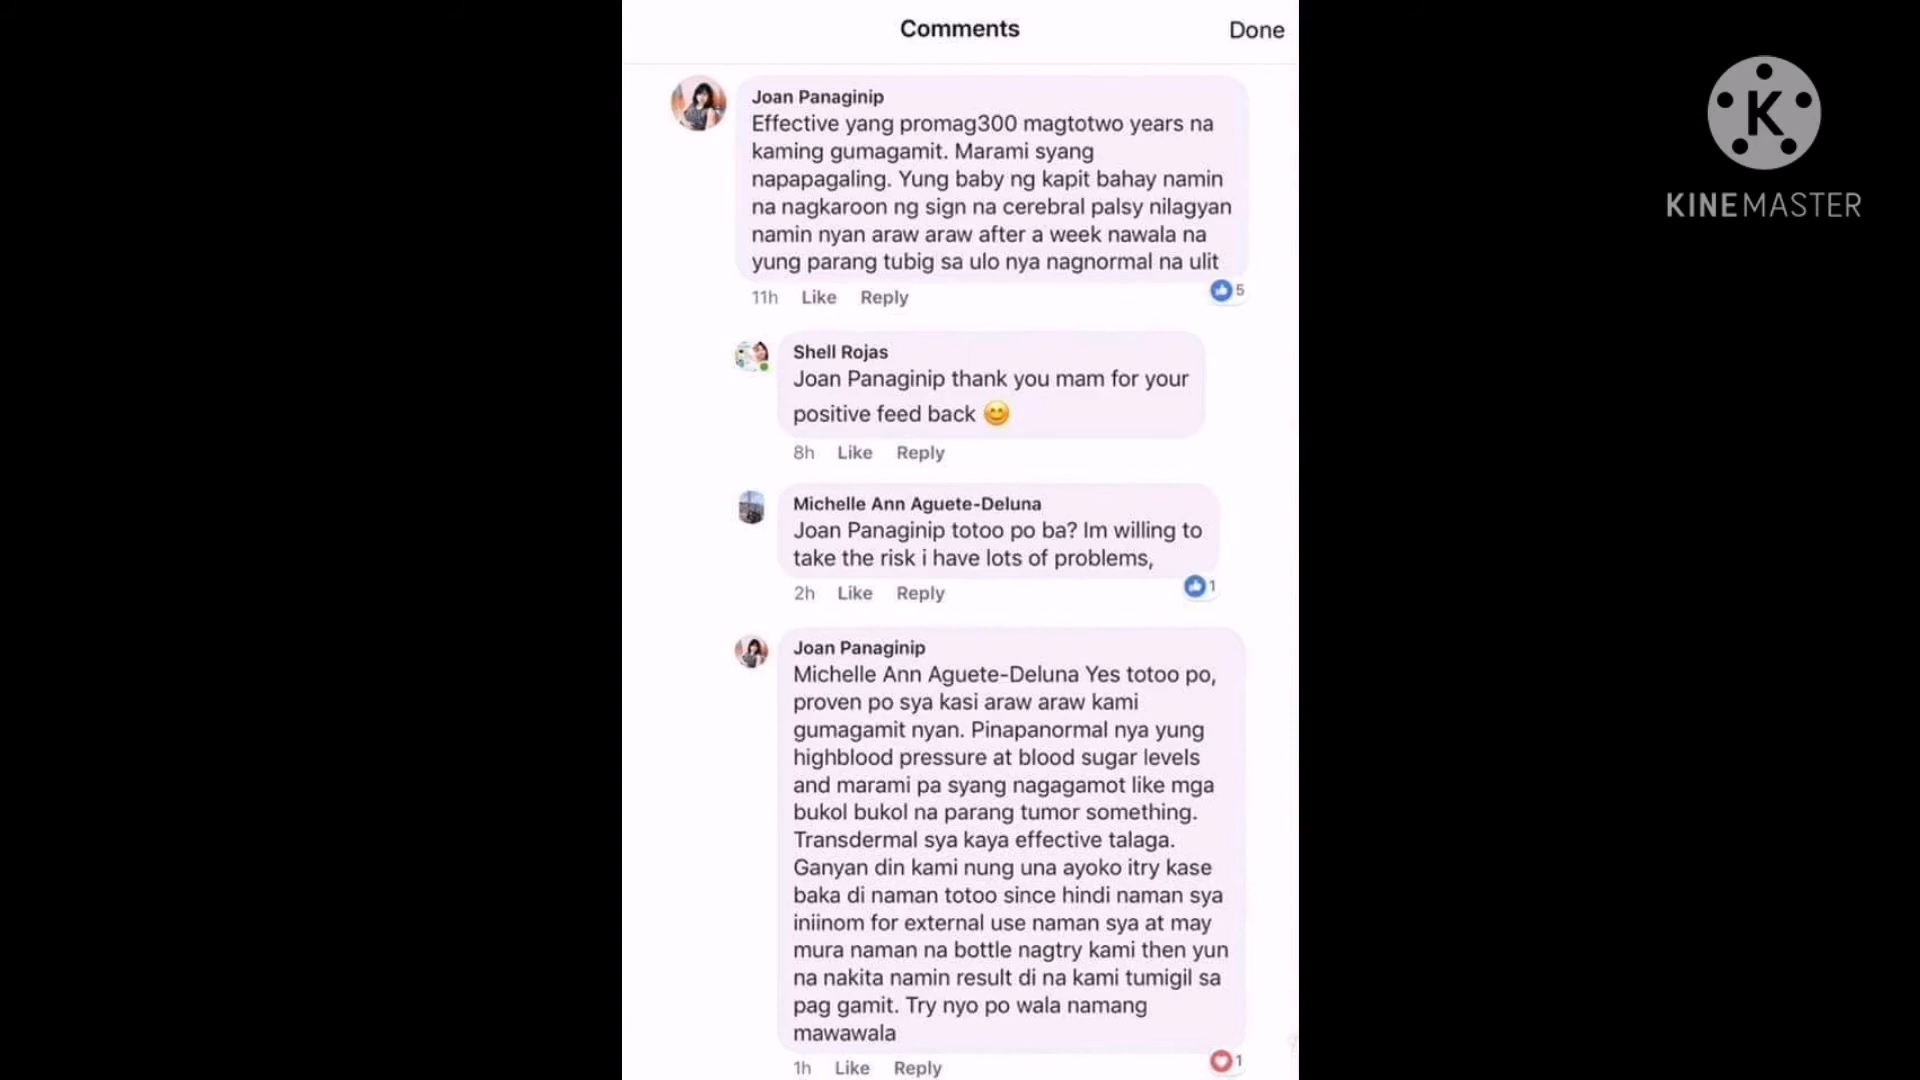 Comments
Done
Joan Panaginip
Effective yang promag300 magtotwo years na
kaming gumagamit. Marami syang
napapagaling. Yung baby ng kapit bahay namin
na nagkaroon ng sign na cerebral palsy nilagyan
namin nyan araw araw after a week nawala na
yung parang tubig sa ulo nya nagnormal na ulit
11h Like Reply 5
Shell Rojas
Joan Panaginip thank you mam for your
positive feed back 😊
8h Like Reply
Michelle Ann Aguete-Deluna
Joan Panaginip totoo po ba? Im willing to
take the risk i have lots of problems,
2h Like Reply 1
Joan Panaginip
Michelle Ann Aguete-Deluna Yes totoo po,
proven po sya kasi araw araw kami
gumagamit nyan. Pinapanormal nya yung
highblood pressure at blood sugar levels
and marami pa syang nagagamot like mga
bukol bukol na parang tumor something.
Transdermal sya kaya effective talaga.
Ganyan din kami nung una ayoko itry kase
baka di naman totoo since hindi naman sya
iniinom for external use naman sya at may
mura naman na bottle nagtry kami then yun
na nakita namin result di na kami tumigil sa
pag gamit. Try nyo po wala namang
mawawala
1h Like Reply 1
K
KINEMASTER